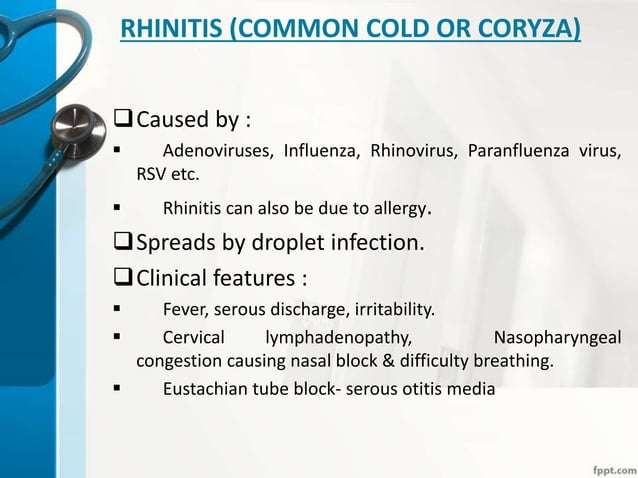 RHINITIS (COMMON COLD OR CORYZA)
❑Caused by :
▪ Adenoviruses, Influenza, Rhinovirus, Paranfluenza virus,
RSV etc.
▪ Rhinitis can also be due to allergy.
❑Spreads by droplet infection.
❑Clinical features :
▪ Fever, serous discharge, irritability.
▪ Cervical lymphadenopathy, Nasopharyngeal
congestion causing nasal block & difficulty breathing.
▪ Eustachian tube block- serous otitis media
fppt.com